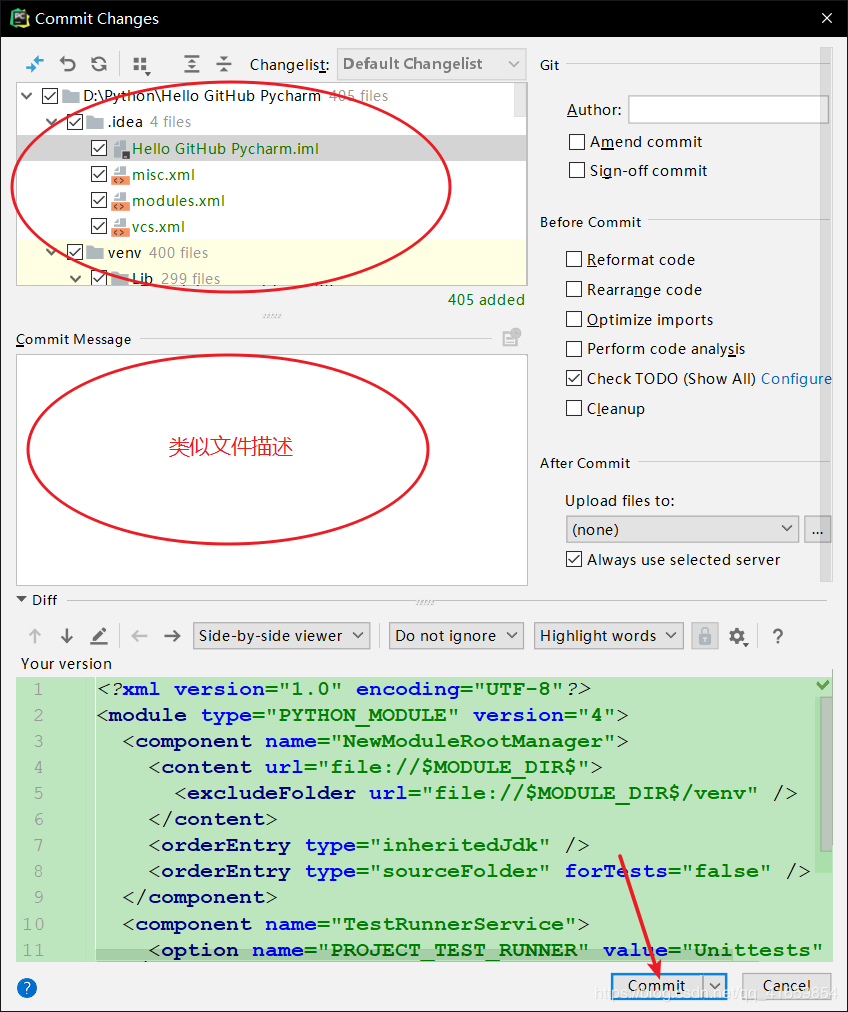 Commit Changes
Changelist: Default Changelist
D:\Python\Hello GitHub Pycharm 405 files
.idea 4 files
Hello GitHub Pycharm.iml
misc.xml
modules.xml
vcs.xml
venv 400 files
Lib 299 files
405 added
Commit Message
类似文件描述
Git
Author:
Amend commit
Sign-off commit
Before Commit
Reformat code
Rearrange code
Optimize imports
Perform code analysis
Check TODO (Show All) Configure
Cleanup
After Commit
Upload files to:
(none) ...
Always use selected server
Diff
Side-by-side viewer Do not ignore Highlight words ?
Your version
1 <?xml version="1.0" encoding="UTF-8"?>
2 <module type="PYTHON_MODULE" version="4">
3 <component name="NewModuleRootManager">
4 <content url="file://$MODULE_DIR$">
5 <excludeFolder url="file://$MODULE_DIR$/venv" />
6 </content>
7 <orderEntry type="inheritedJdk" />
8 <orderEntry type="sourceFolder" forTests="false" />
9 </component>
10 <component name="TestRunnerService">
11 <option name="PROJECT_TEST_RUNNER" value="Unittests"
? Commit Cancel